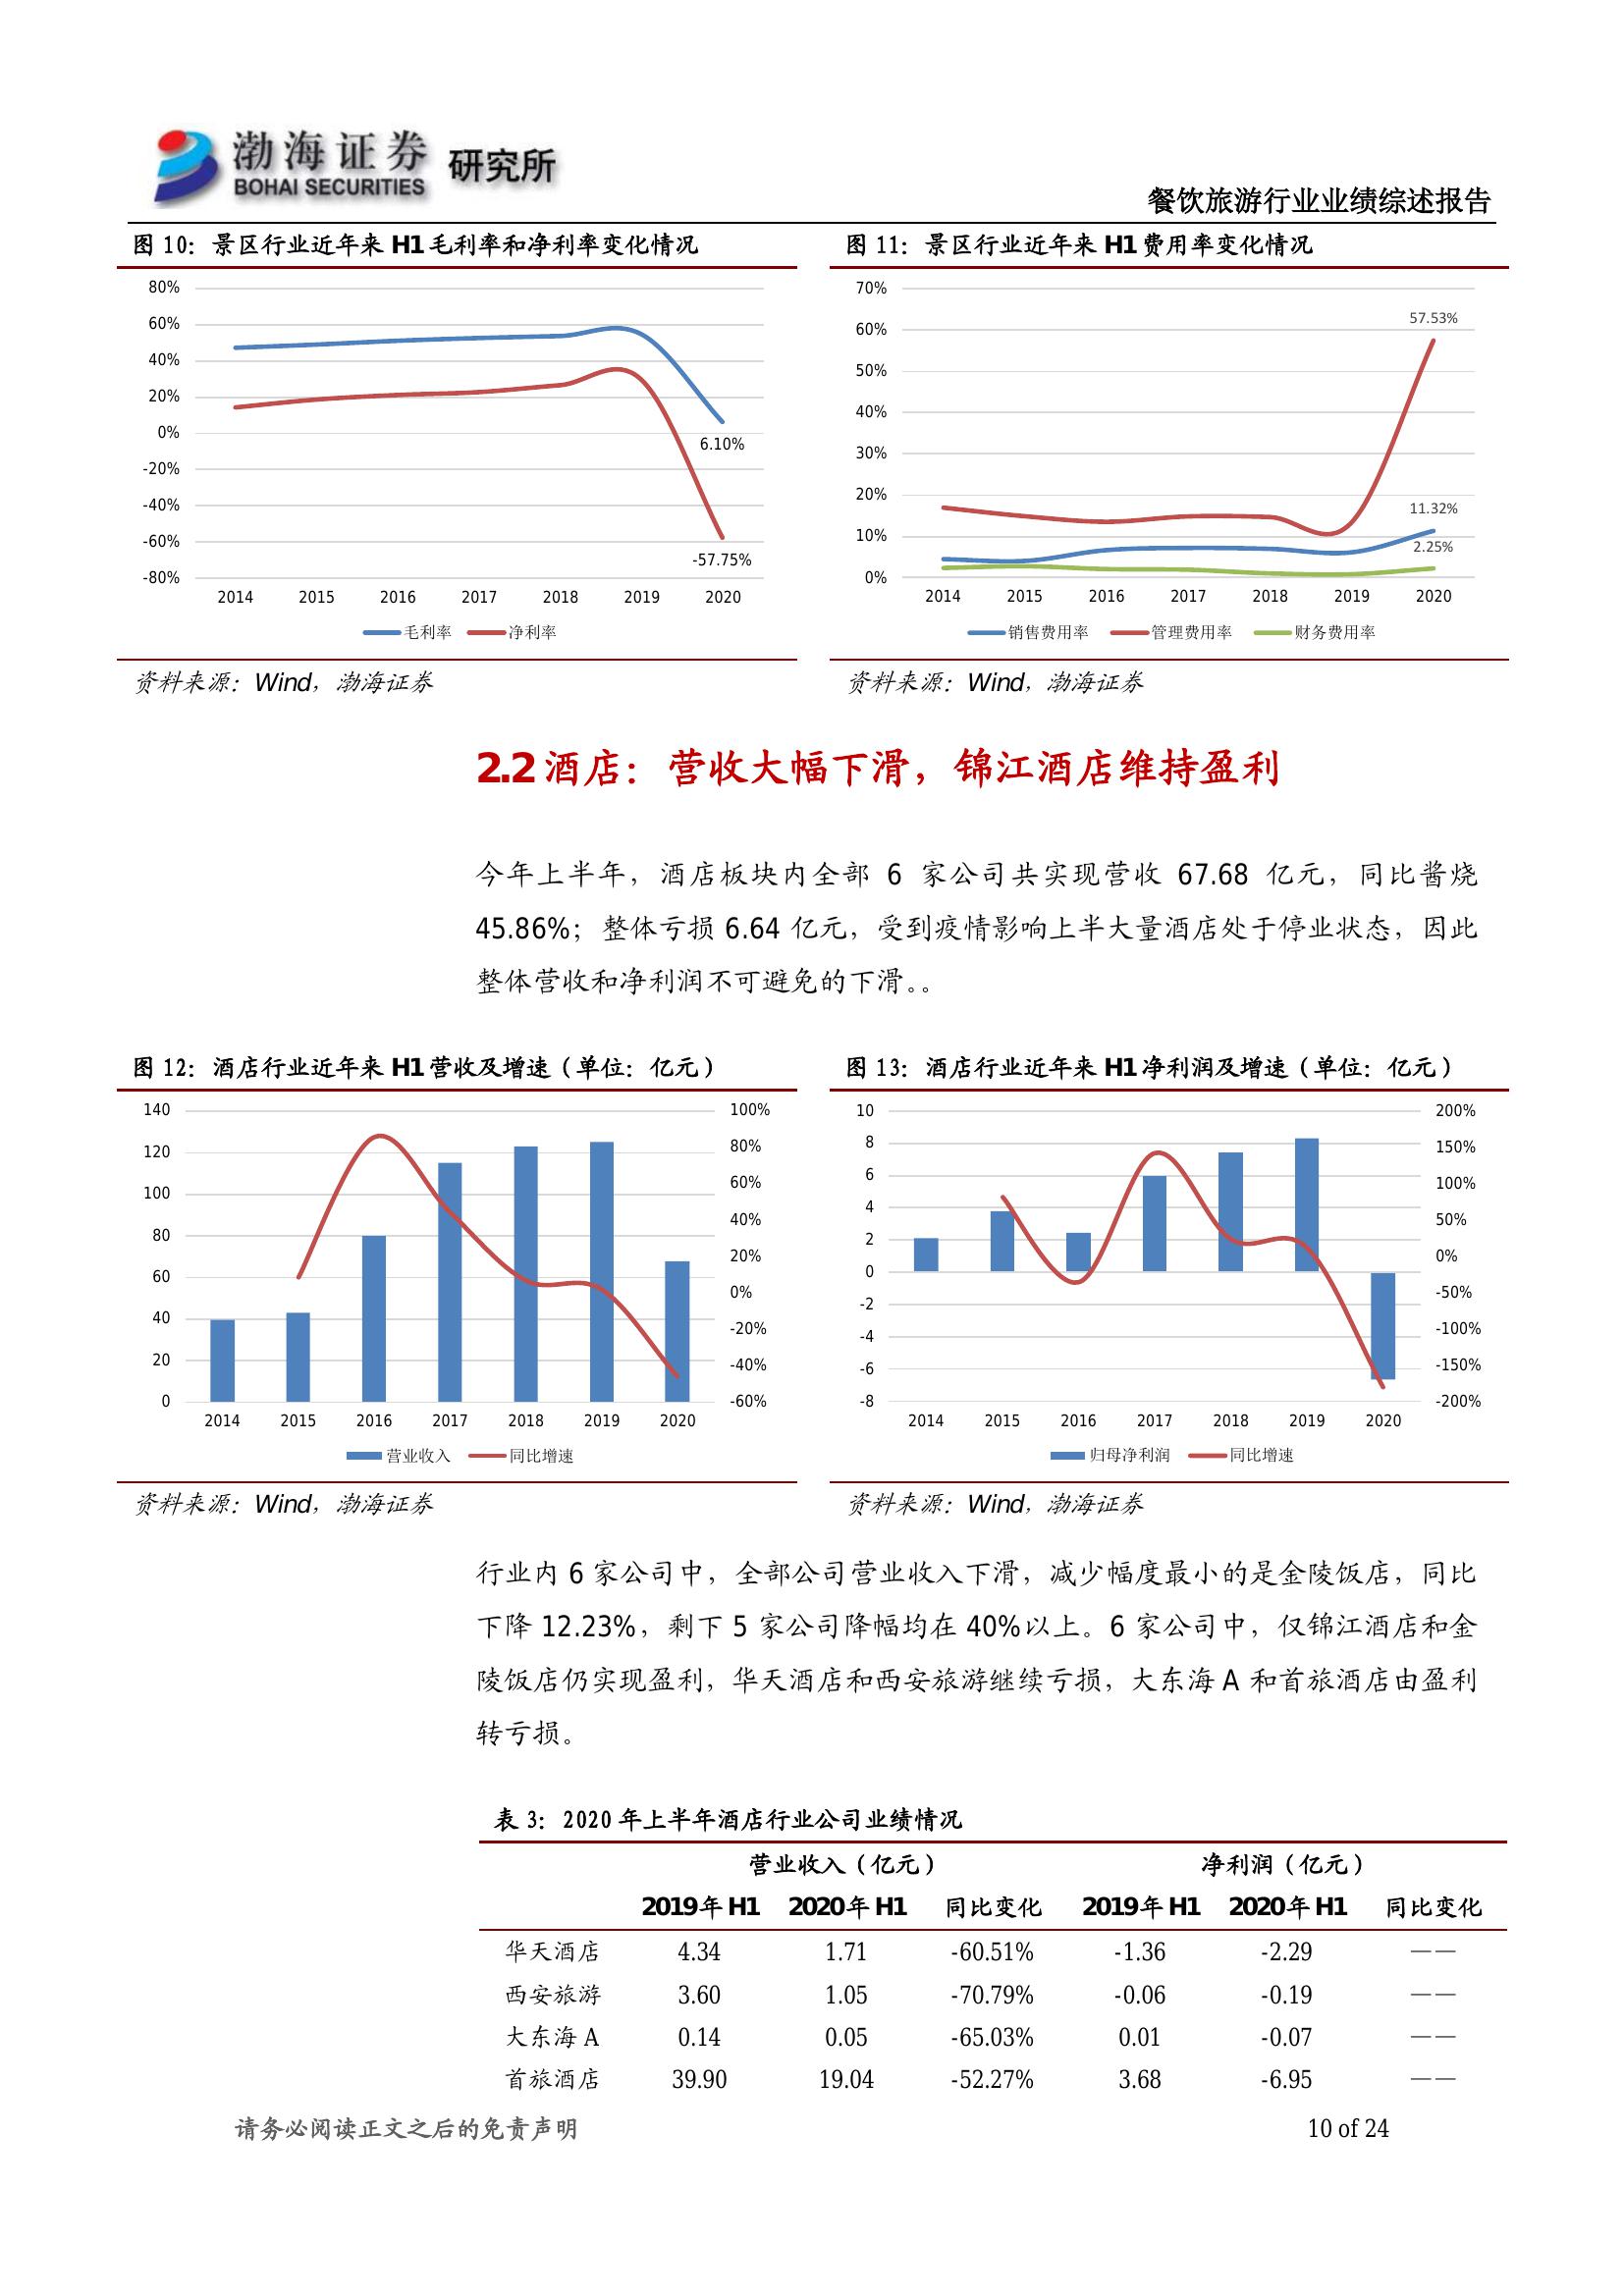 渤海证券 研究所
BOHAI SECURITIES
餐饮旅游行业业绩综述报告
图 10：景区行业近年来 H1 毛利率和净利率变化情况
80%
60%
40%
20%
0%
-20%
-40%
-60%
-80%
6.10%
-57.75%
2014 2015 2016 2017 2018 2019 2020
毛利率 净利率
资料来源：Wind，渤海证券
图 11：景区行业近年来 H1 费用率变化情况
70%
60%
50%
40%
30%
20%
10%
0%
57.53%
11.32%
2.25%
2014 2015 2016 2017 2018 2019 2020
销售费用率 管理费用率 财务费用率
资料来源：Wind，渤海证券
2.2 酒店：营收大幅下滑，锦江酒店维持盈利
今年上半年，酒店板块内全部 6 家公司共实现营收 67.68 亿元，同比酱烧
45.86%；整体亏损 6.64 亿元，受到疫情影响上半大量酒店处于停业状态，因此
整体营收和净利润不可避免的下滑。。
图 12：酒店行业近年来 H1 营收及增速（单位：亿元）
140
120
100
80
60
40
20
0
100%
80%
60%
40%
20%
0%
-20%
-40%
-60%
2014 2015 2016 2017 2018 2019 2020
营业收入 同比增速
资料来源：Wind，渤海证券
图 13：酒店行业近年来 H1 净利润及增速（单位：亿元）
10
8
6
4
2
0
-2
-4
-6
-8
200%
150%
100%
50%
0%
-50%
-100%
-150%
-200%
2014 2015 2016 2017 2018 2019 2020
归母净利润 同比增速
资料来源：Wind，渤海证券
行业内 6 家公司中，全部公司营业收入下滑，减少幅度最小的是金陵饭店，同比
下降 12.23%，剩下 5 家公司降幅均在 40%以上。6 家公司中，仅锦江酒店和金
陵饭店仍实现盈利，华天酒店和西安旅游继续亏损，大东海 A 和首旅酒店由盈利
转亏损。
表 3：2020 年上半年酒店行业公司业绩情况
营业收入（亿元） 净利润（亿元）
2019年 H1 2020年 H1 同比变化 2019年 H1 2020年 H1 同比变化
华天酒店 4.34 1.71 -60.51% -1.36 -2.29 ——
西安旅游 3.60 1.05 -70.79% -0.06 -0.19 ——
大东海 A 0.14 0.05 -65.03% 0.01 -0.07 ——
首旅酒店 39.90 19.04 -52.27% 3.68 -6.95 ——
请务必阅读正文之后的免责声明 10 of 24